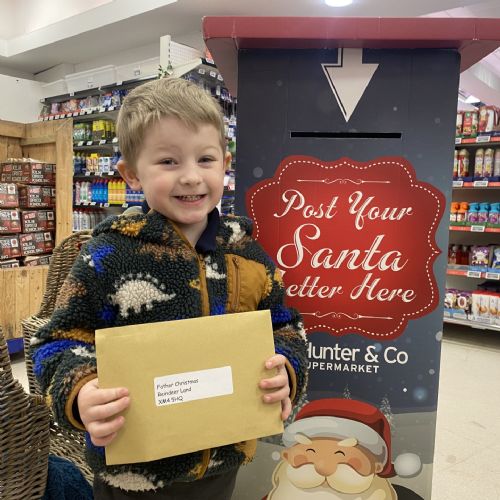 Post Your
Santa
Letter Here
Hunter & Co
SUPERMARKET
Father Christmas
Reindeer Land
XM4 5HQ